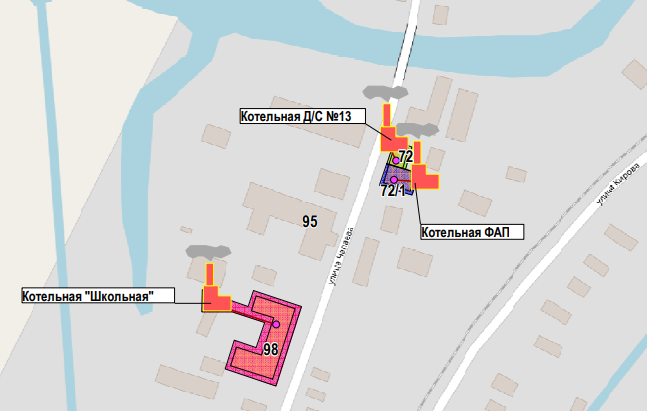 Котельная Д/С №13
72
72/1
улица Кирова
95
Котельная ФАП
улица Чапаева
Котельная "Школьная"
98